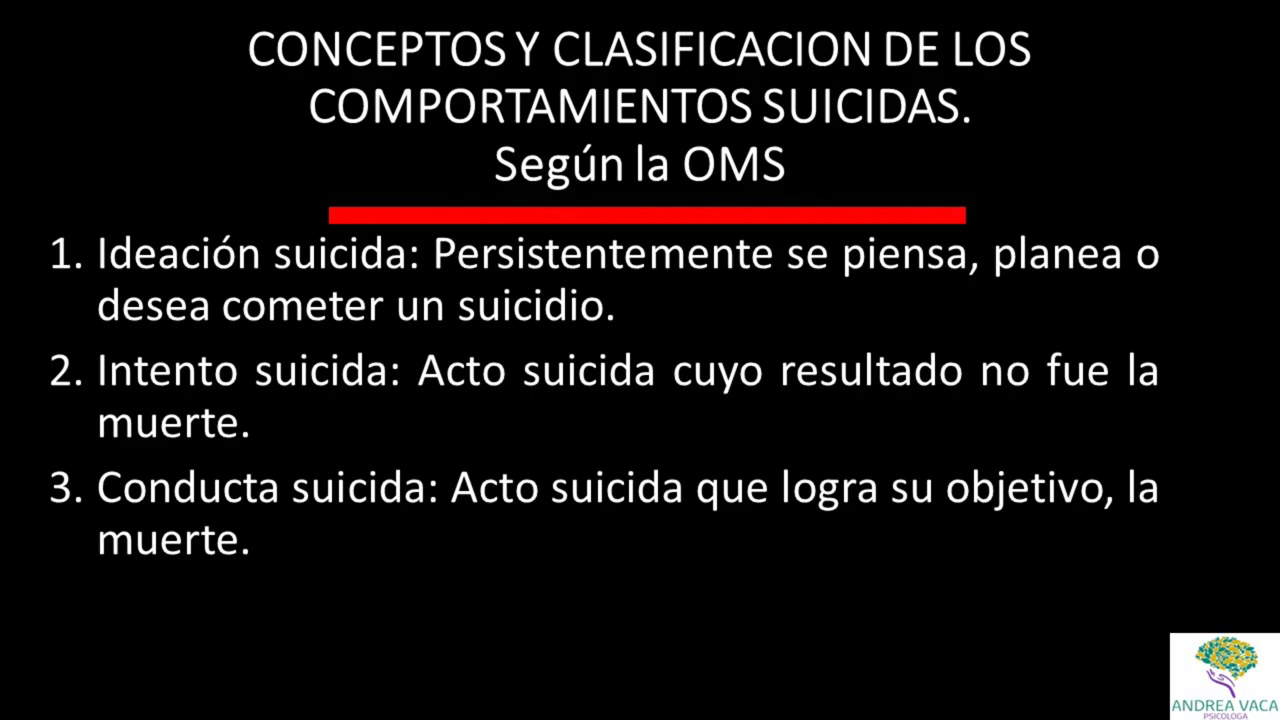 CONCEPTOS Y CLASIFICACION DE LOS
COMPORTAMIENTOS SUICIDAS.
Según la OMS
1. Ideación suicida: Persistentemente se piensa, planea o
desea cometer un suicidio.
2. Intento suicida: Acto suicida cuyo resultado no fue la
muerte.
3. Conducta suicida: Acto suicida que logra su objetivo, la
muerte.
ANDREA VACA
PSICOLOGA